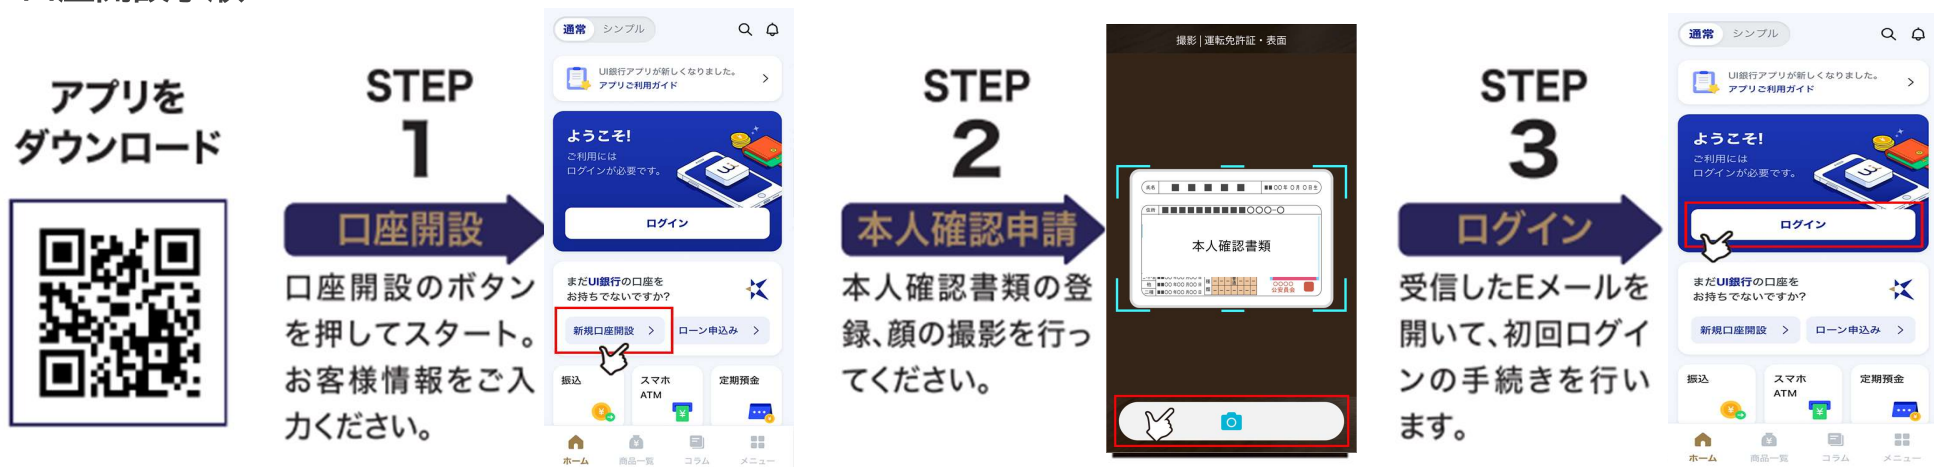 アプリを
ダウンロード
STEP
1
口座開設
口座開設のボタン
を押してスタート。
お客様情報をご入
力ください。
通常 シンプル
UI銀行アプリが新しくなりました。
アプリご利用ガイド
ようこそ!
ご利用には
ログインが必要です。
ログイン
まだUI銀行の口座を
お持ちでないですか?
新規口座開設 ローン申込み
振込 スマホ 定期預金
ATM
ホーム 商品一覧 コラム メニュー
STEP
2
本人確認申請
本人確認書類の登
録、顔の撮影を行っ
てください。
撮影|運転免許証・表面
本人確認書類
公安員会
STEP
3
ログイン
受信したEメールを
開いて、初回ログイ
ンの手続きを行い
ます。
通常 シンプル
UI銀行アプリが新しくなりました。
アプリご利用ガイド
ようこそ!
ご利用には
ログインが必要です。
ログイン
まだUI銀行の口座を
お持ちでないですか?
新規口座開設 ローン申込み
振込 スマホ 定期預金
ATM
ホーム 商品一覧 コラム メニュー